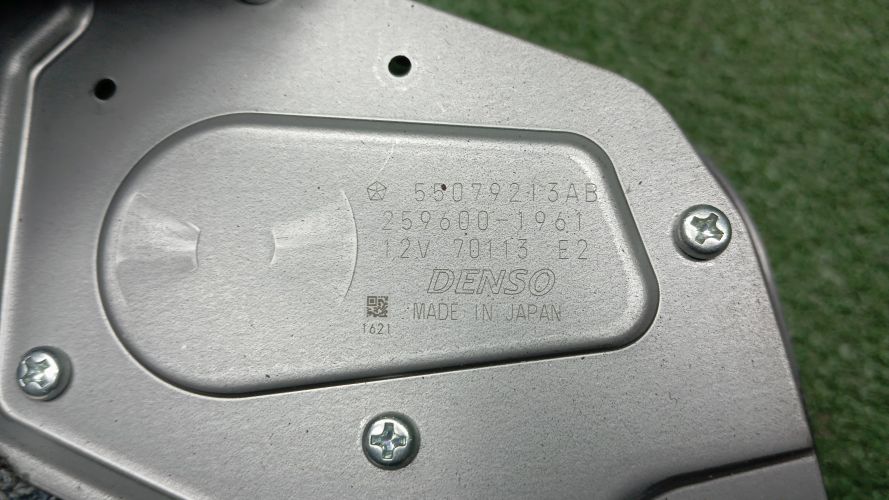 55079213AB
259600-1961
12V 70113 E2
DENSO
MADE IN JAPAN
1621